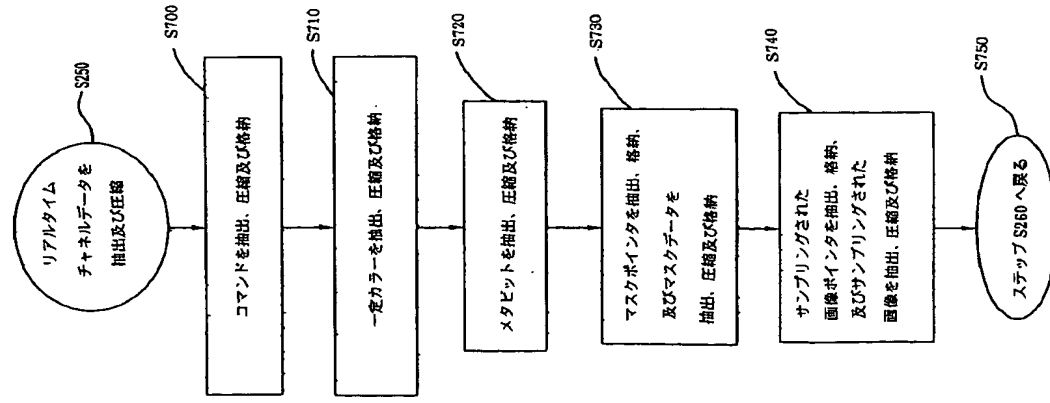 S250
リアルタイム
チャネルデータを
抽出及び圧縮
S700
コマンドを抽出、圧縮及び格納
S710
一定カラーを抽出、圧縮及び格納
S720
メタビットを抽出、圧縮及び格納
S730
マスクポインタを抽出、格納、
及びマスクデータを
抽出、圧縮及び格納
S740
サンプリングされた
画像ポインタを抽出、格納、
及びサンプリングされた
画像を抽出、圧縮及び格納
S750
ステップ S260 へ戻る